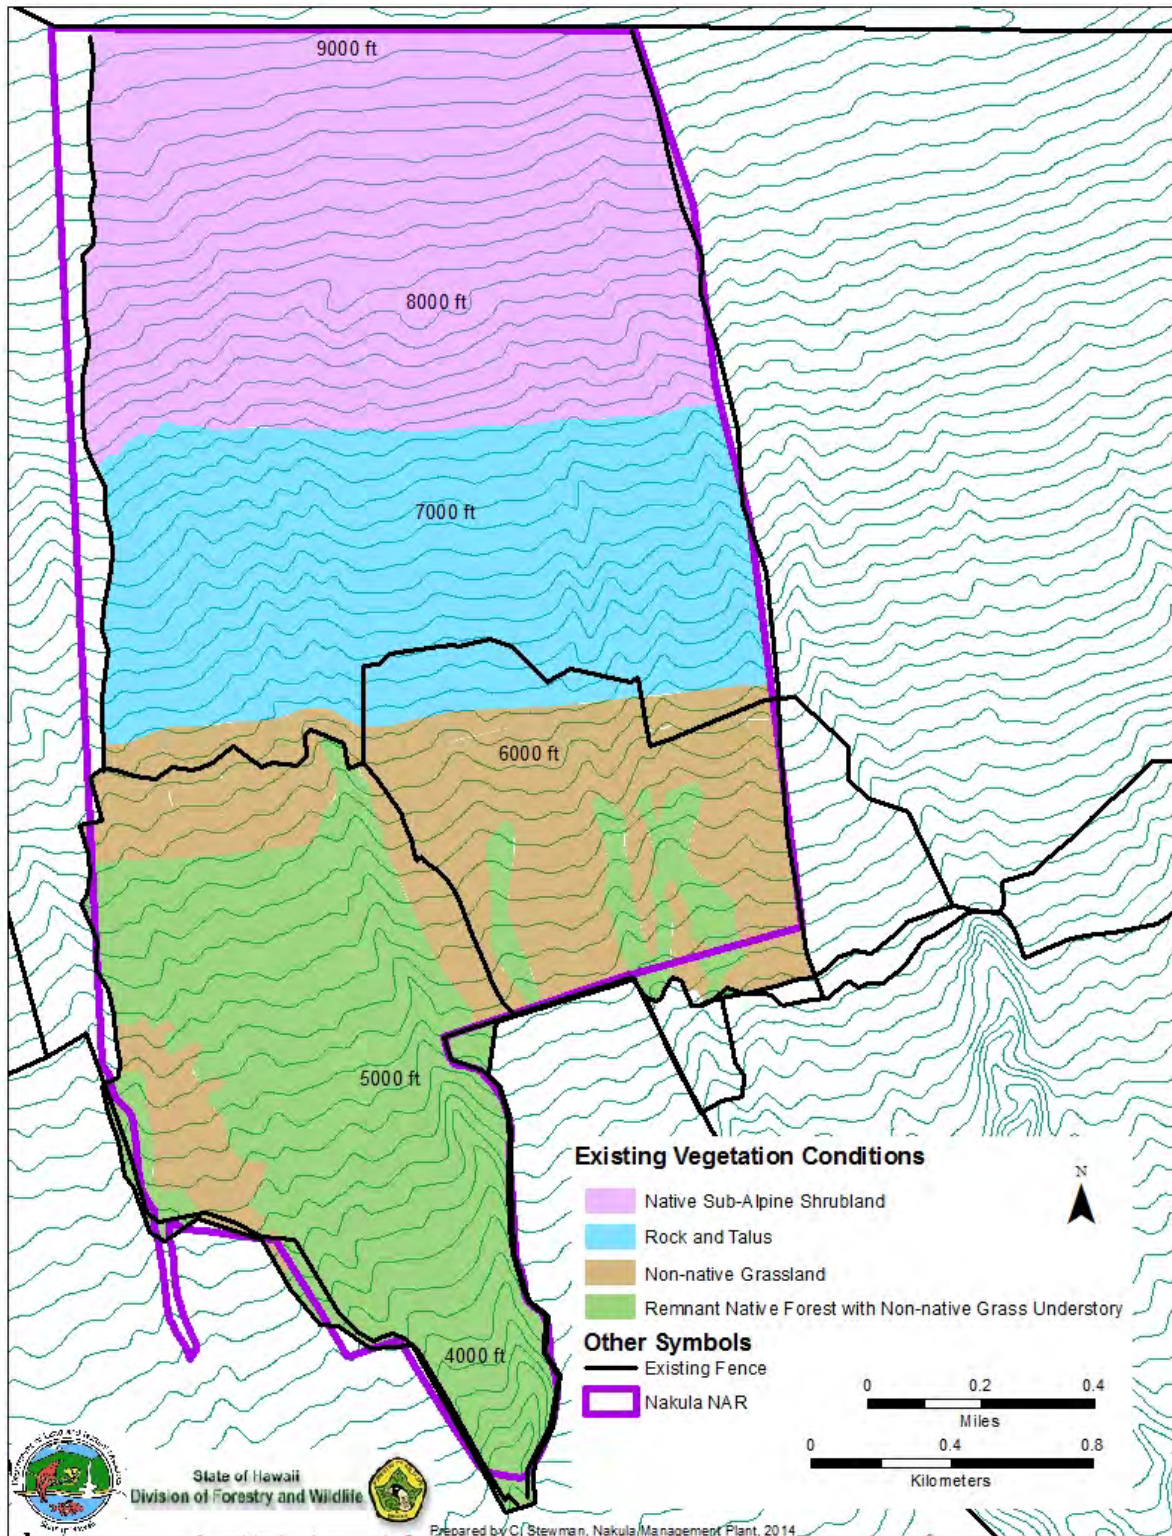 9000 ft
8000 ft
7000 ft
6000 ft
5000 ft
4000 ft
Existing Vegetation Conditions
N
Native Sub-Alpine Shrubland
Rock and Talus
Non-native Grassland
Remnant Native Forest with Non-native Grass Understory
Other Symbols
Existing Fence
Nakula NAR
0 0.2 0.4
Miles
0 0.4 0.8
Kilometers
State of Hawaii
Division of Forestry and Wildlife
State of Hawaii
Prepared by C. Stewman, Nakula Management Plant, 2014